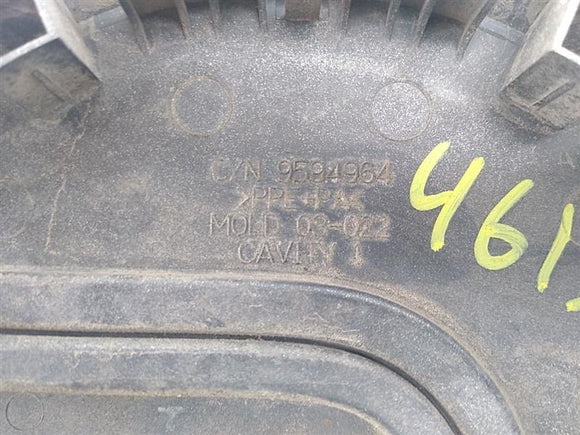 C/N 9594964
>PPE+PA<
MOLD 03-022
CAVITY 1
461